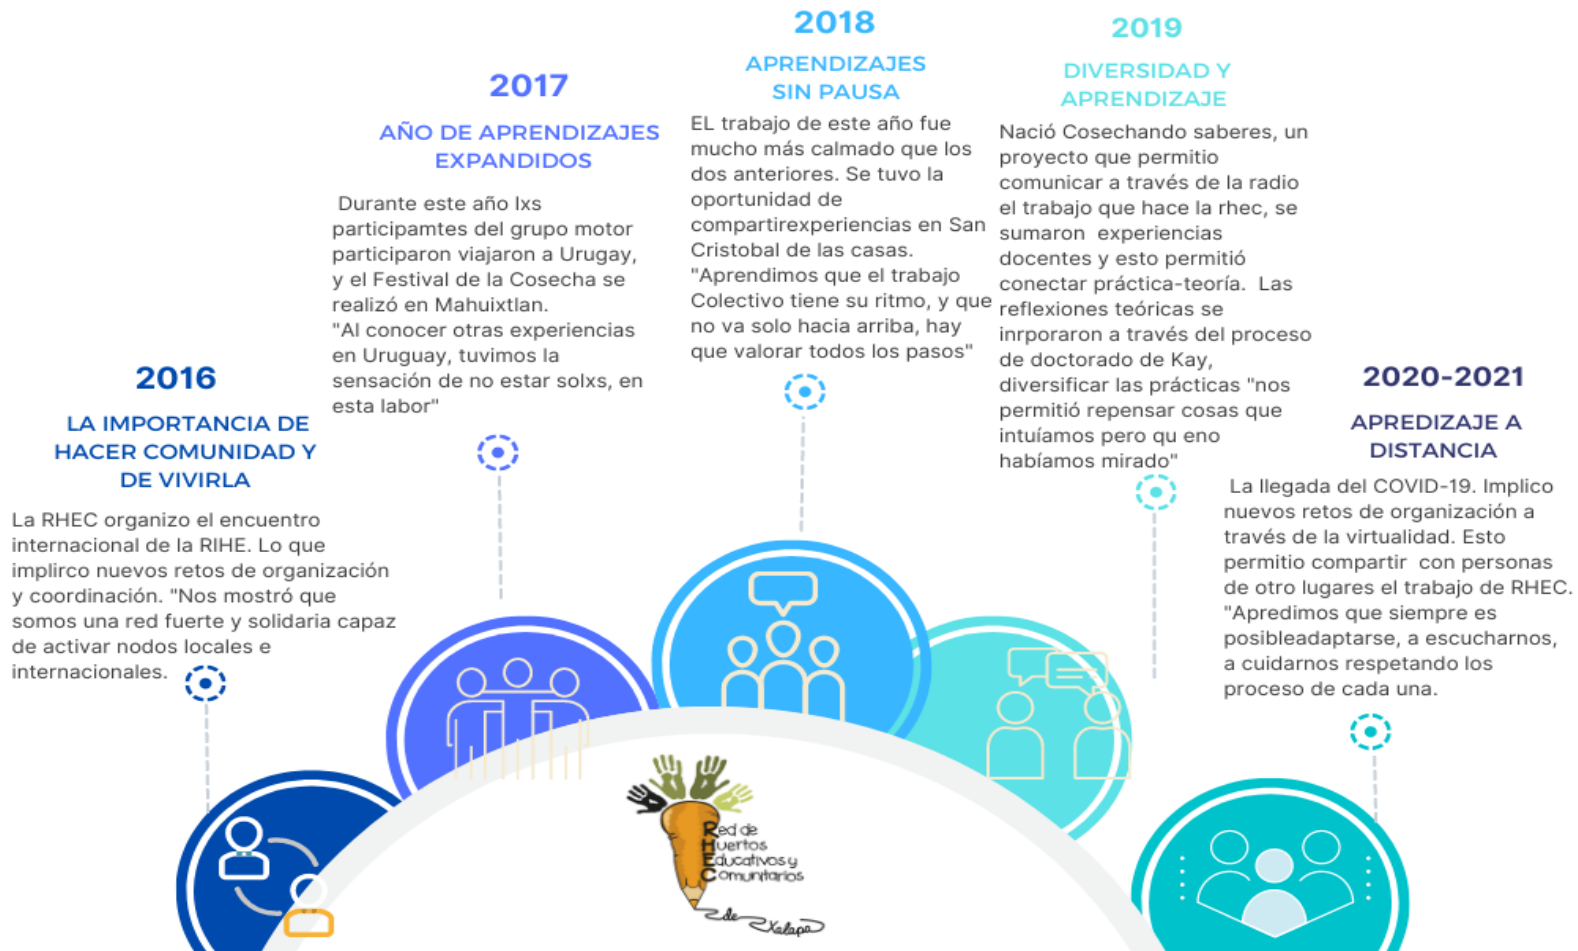 2016
LA IMPORTANCIA DE
HACER COMUNIDAD Y
DE VIVIRLA
La RHEC organizo el encuentro
internacional de la RIHE. Lo que
implirco nuevos retos de organización
y coordinación. "Nos mostró que
somos una red fuerte y solidaria capaz
de activar nodos locales e
internacionales.
2017
AÑO DE APRENDIZAJES
EXPANDIDOS
Durante este año lxs
participamtes del grupo motor
participaron viajaron a Urugay,
y el Festival de la Cosecha se
realizó en Mahuixtlan.
"Al conocer otras experiencias
en Uruguay, tuvimos la
sensación de no estar solxs, en
esta labor"
2018
APRENDIZAJES
SIN PAUSA
EL trabajo de este año fue
mucho más calmado que los
dos anteriores. Se tuvo la
oportunidad de
compartirexperiencias en San
Cristobal de las casas.
"Aprendimos que el trabajo
Colectivo tiene su ritmo, y que
no va solo hacia arriba, hay
que valorar todos los pasos"
2019
DIVERSIDAD Y
APRENDIZAJE
Nació Cosechando saberes, un
proyecto que permitio
comunicar a través de la radio
el trabajo que hace la rhec, se
sumaron experiencias
docentes y esto permitió
conectar práctica-teoría. Las
reflexiones teóricas se
inrporaron a través del proceso
de doctorado de Kay,
diversificar las prácticas "nos
permitió repensar cosas que
intuíamos pero qu eno
habíamos mirado"
2020-2021
APREDIZAJE A
DISTANCIA
La llegada del COVID-19. Implico
nuevos retos de organización a
través de la virtualidad. Esto
permitio compartir con personas
de otro lugares el trabajo de RHEC.
"Apredimos que siempre es
posibleadaptarse, a escucharnos,
a cuidarnos respetando los
proceso de cada una.
Red de
Huertos
Educativos y
Comunitarios
de Xalapa